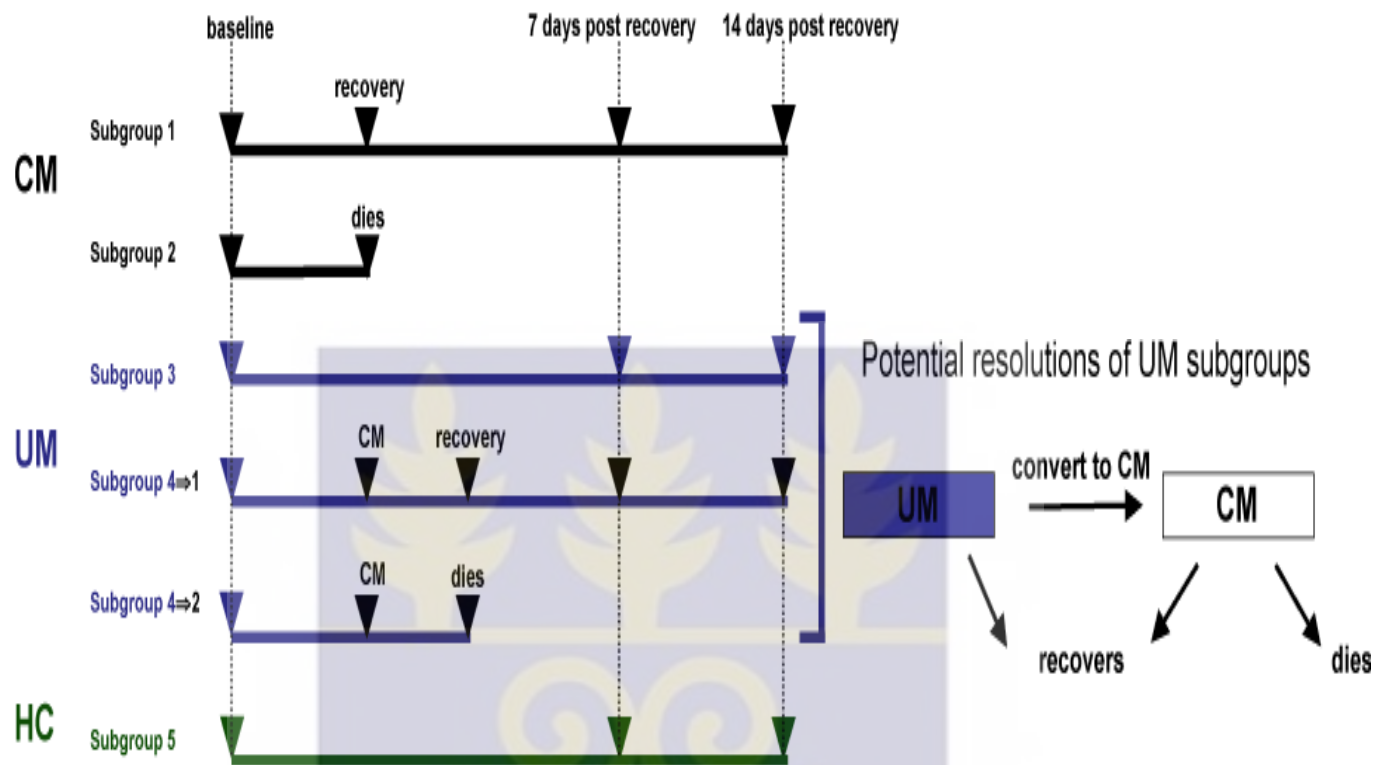 baseline
7 days post recovery
14 days post recovery
recovery
Subgroup 1
CM
dies
Subgroup 2
Subgroup 3
Potential resolutions of UM subgroups
UM
CM
recovery
Subgroup 4⇒1
UM
convert to CM
CM
CM
dies
Subgroup 4⇒2
recovers
dies
HC
Subgroup 5